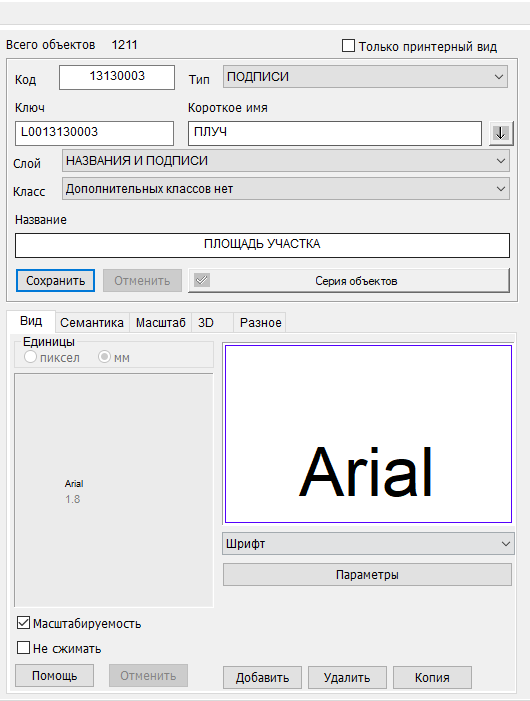 Всего объектов 1211 Только принтерный вид
Код 13130003 Тип ПОДПИСИ
Ключ Короткое имя
L0013130003 ПЛУЧ
Слой НАЗВАНИЯ И ПОДПИСИ
Класс Дополнительных классов нет
Название
ПЛОЩАДЬ УЧАСТКА
Сохранить Отменить Серия объектов
Вид Семантика Масштаб 3D Разное
Единицы
пиксел мм
Arial
Arial
1.8
Шрифт
Параметры
Масштабируемость
Не сжимать
Помощь Отменить Добавить Удалить Копия